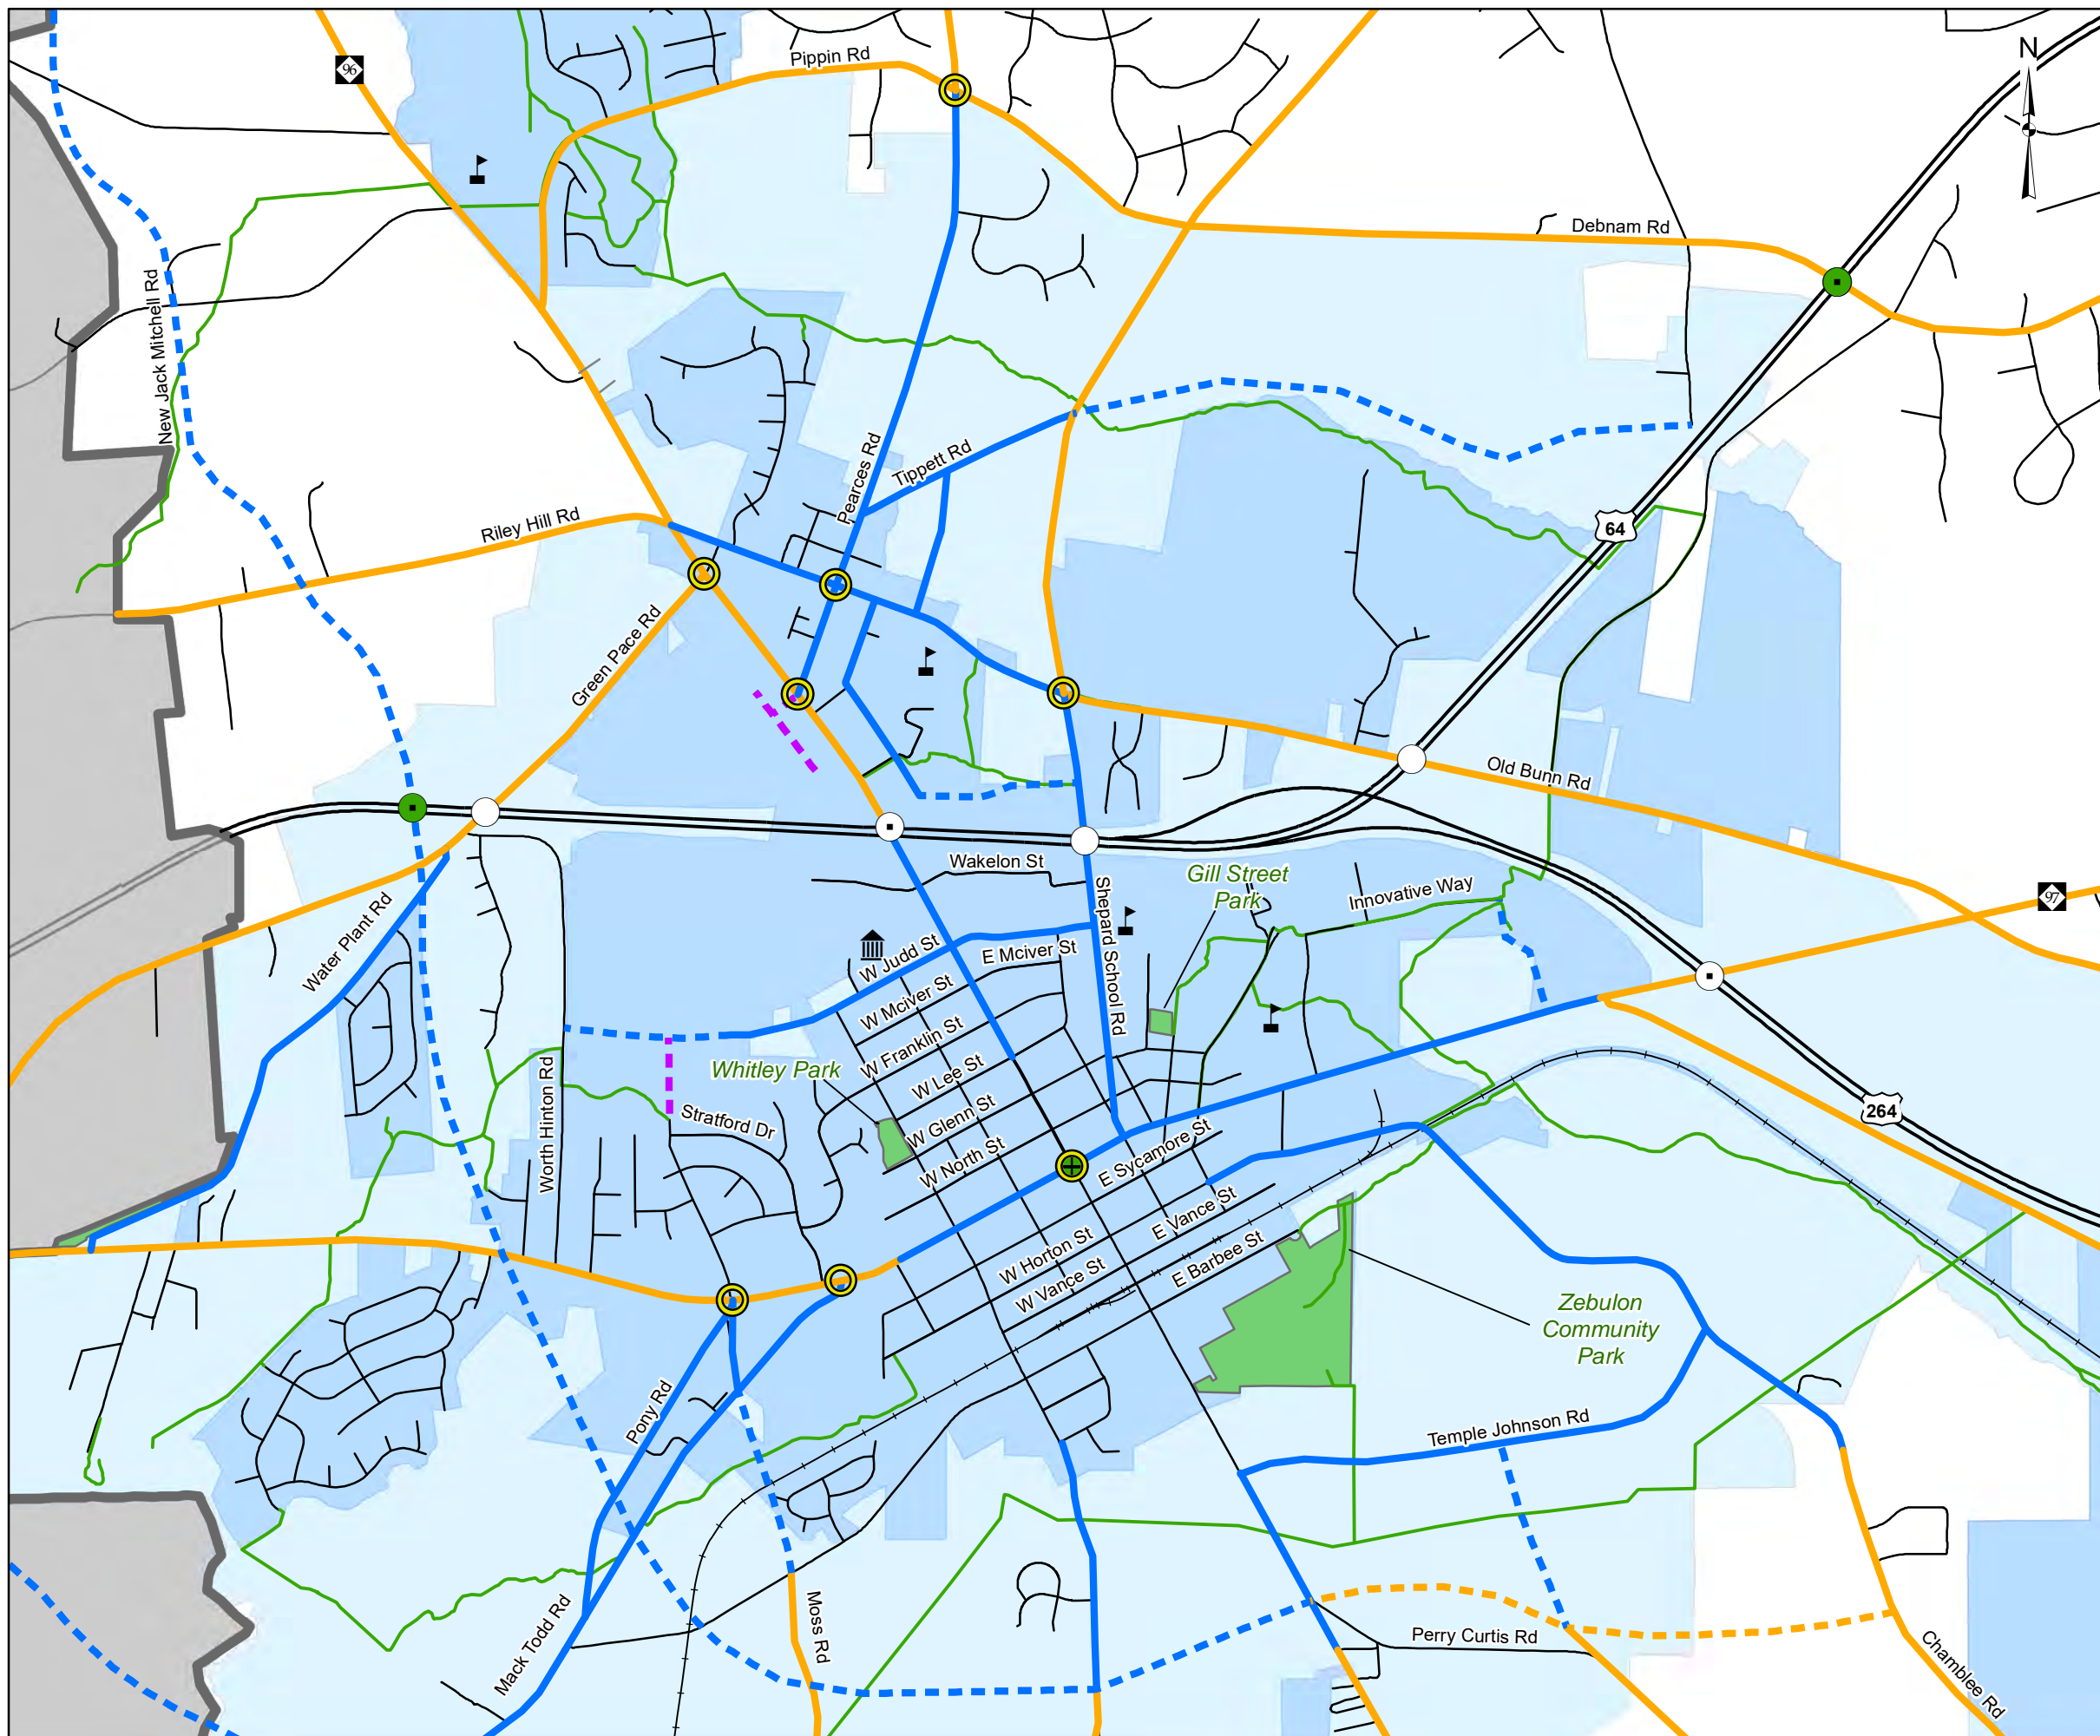 Pippin Rd
96
N
Debnam Rd
New Jack Mitchell Rd
Pearces Rd
Tippett Rd
Riley Hill Rd
64
Green Pace Rd
Old Bunn Rd
Wakelon St
Gill Street
Park
Innovative Way
97
Water Plant Rd
Shepard School Rd
W Judd St
E Mciver St
W Mciver St
W Franklin St
Whitley Park
W Lee St
Worth Hinton Rd
Stratford Dr
W Glenn St
264
W North St
E Sycamore St
E Vance St
W Horton St
E Barbee St
W Vance St
Zebulon
Community
Park
Pony Rd
Temple Johnson Rd
Mack Todd Rd
Moss Rd
Perry Curtis Rd
Chamblee Rd